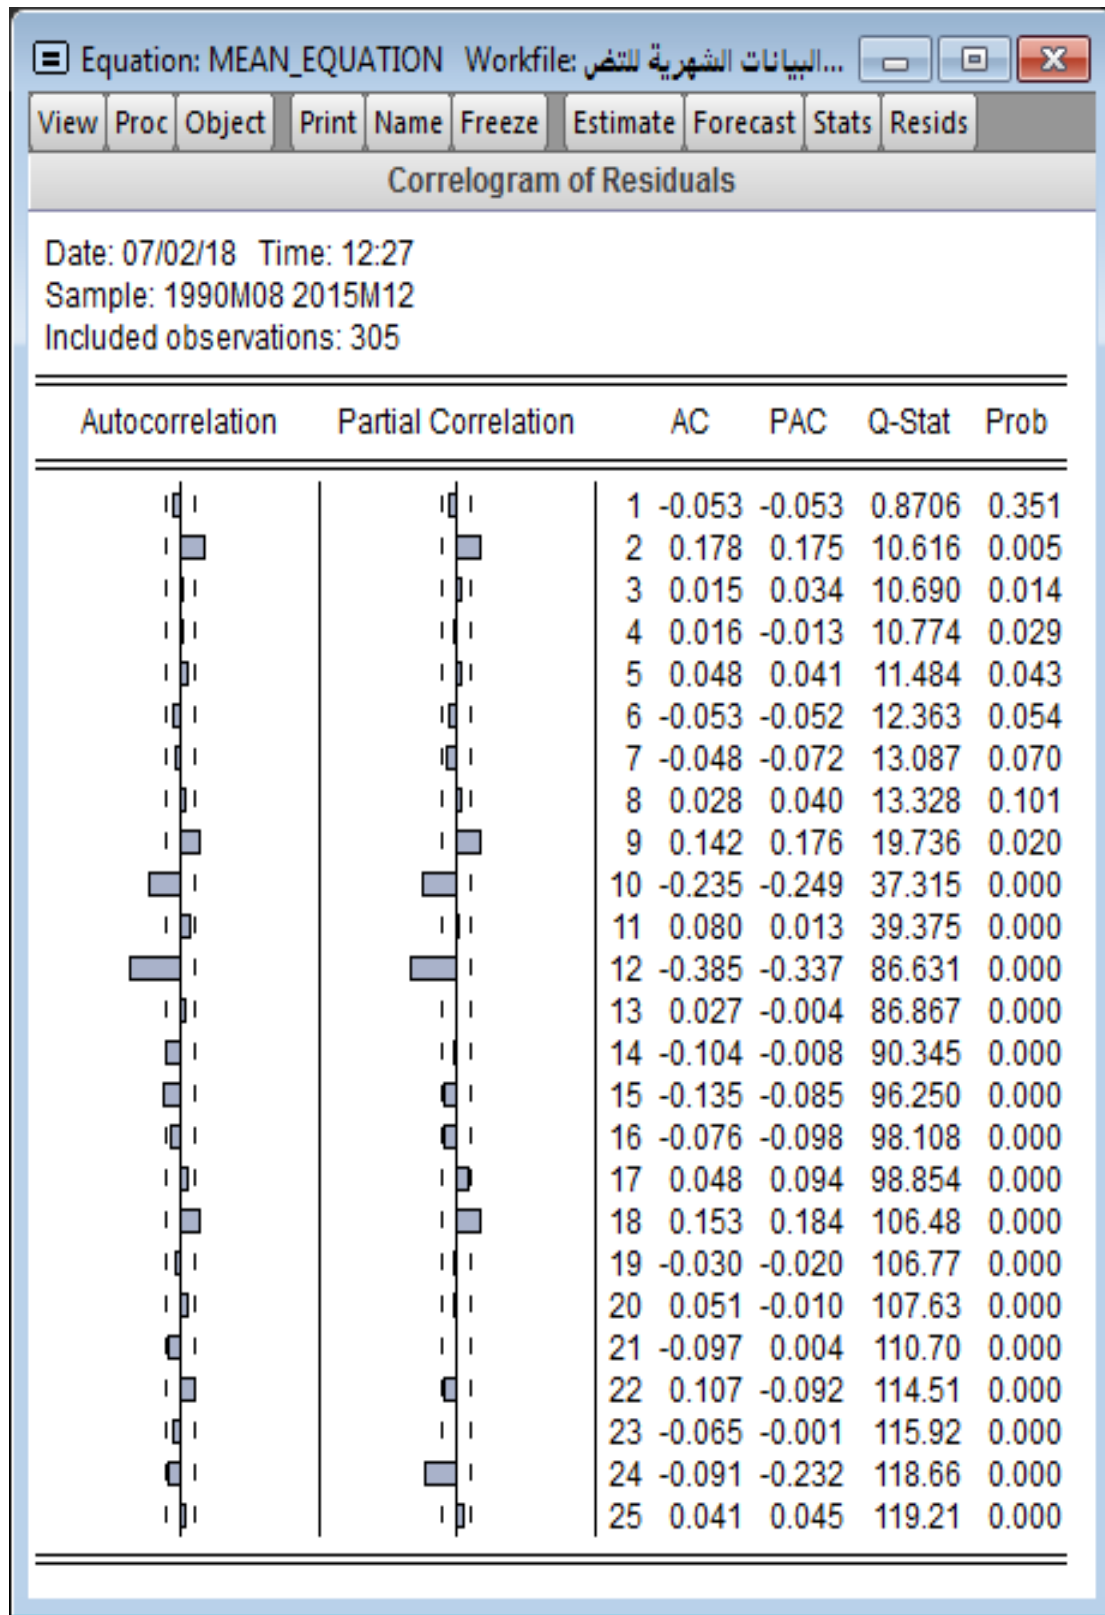 Equation: MEAN_EQUATION Workfile: البيانات الشهرية للتض...
View Proc Object Print Name Freeze Estimate Forecast Stats Resids
Correlogram of Residuals
Date: 07/02/18 Time: 12:27
Sample: 1990M08 2015M12
Included observations: 305
Autocorrelation Partial Correlation AC PAC Q-Stat Prob
1 -0.053 -0.053 0.8706 0.351
2 0.178 0.175 10.616 0.005
3 0.015 0.034 10.690 0.014
4 0.016 -0.013 10.774 0.029
5 0.048 0.041 11.484 0.043
6 -0.053 -0.052 12.363 0.054
7 -0.048 -0.072 13.087 0.070
8 0.028 0.040 13.328 0.101
9 0.142 0.176 19.736 0.020
10 -0.235 -0.249 37.315 0.000
11 0.080 0.013 39.375 0.000
12 -0.385 -0.337 86.631 0.000
13 0.027 -0.004 86.867 0.000
14 -0.104 -0.008 90.345 0.000
15 -0.135 -0.085 96.250 0.000
16 -0.076 -0.098 98.108 0.000
17 0.048 0.094 98.854 0.000
18 0.153 0.184 106.48 0.000
19 -0.030 -0.020 106.77 0.000
20 0.051 -0.010 107.63 0.000
21 -0.097 0.004 110.70 0.000
22 0.107 -0.092 114.51 0.000
23 -0.065 -0.001 115.92 0.000
24 -0.091 -0.232 118.66 0.000
25 0.041 0.045 119.21 0.000